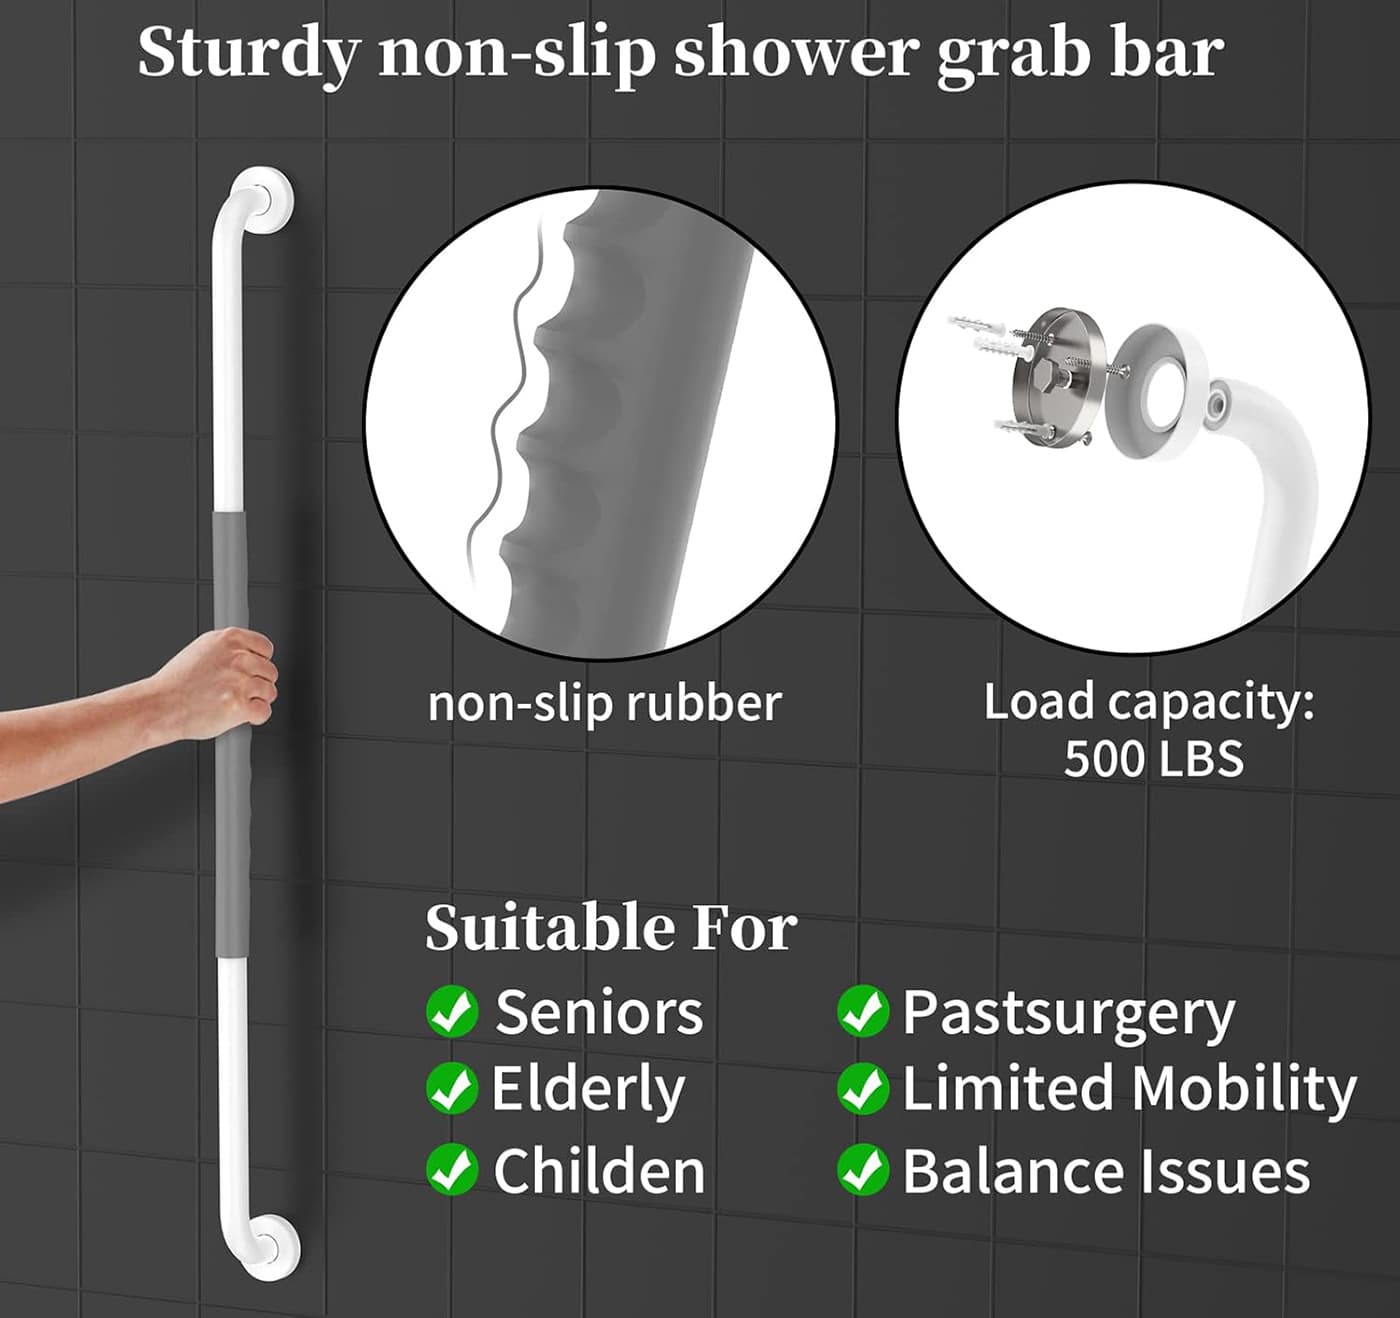 Sturdy non-slip shower grab bar
non-slip rubber
Load capacity:
500 LBS
Suitable For
Seniors
Elderly
Childen
Pastsurgery
Limited Mobility
Balance Issues